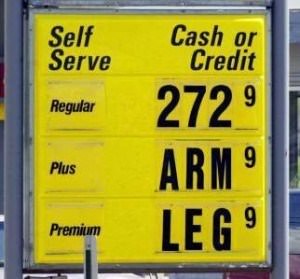 Self Cash or
Serve Credit
Regular 272 9
Plus ARM 9
Premium LEG 9